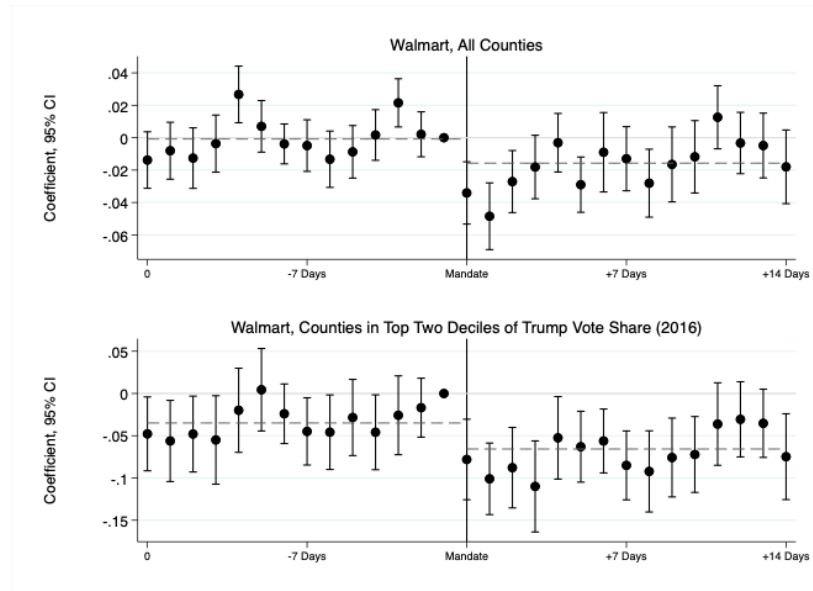 Walmart, All Counties
Coefficient, 95% CI
.04
.02
0
-.02
-.04
-.06
0
-7 Days
Mandate
+7 Days
+14 Days
Walmart, Counties in Top Two Deciles of Trump Vote Share (2016)
Coefficient, 95% CI
.05
0
-.05
-.1
-.15
0
-7 Days
Mandate
+7 Days
+14 Days